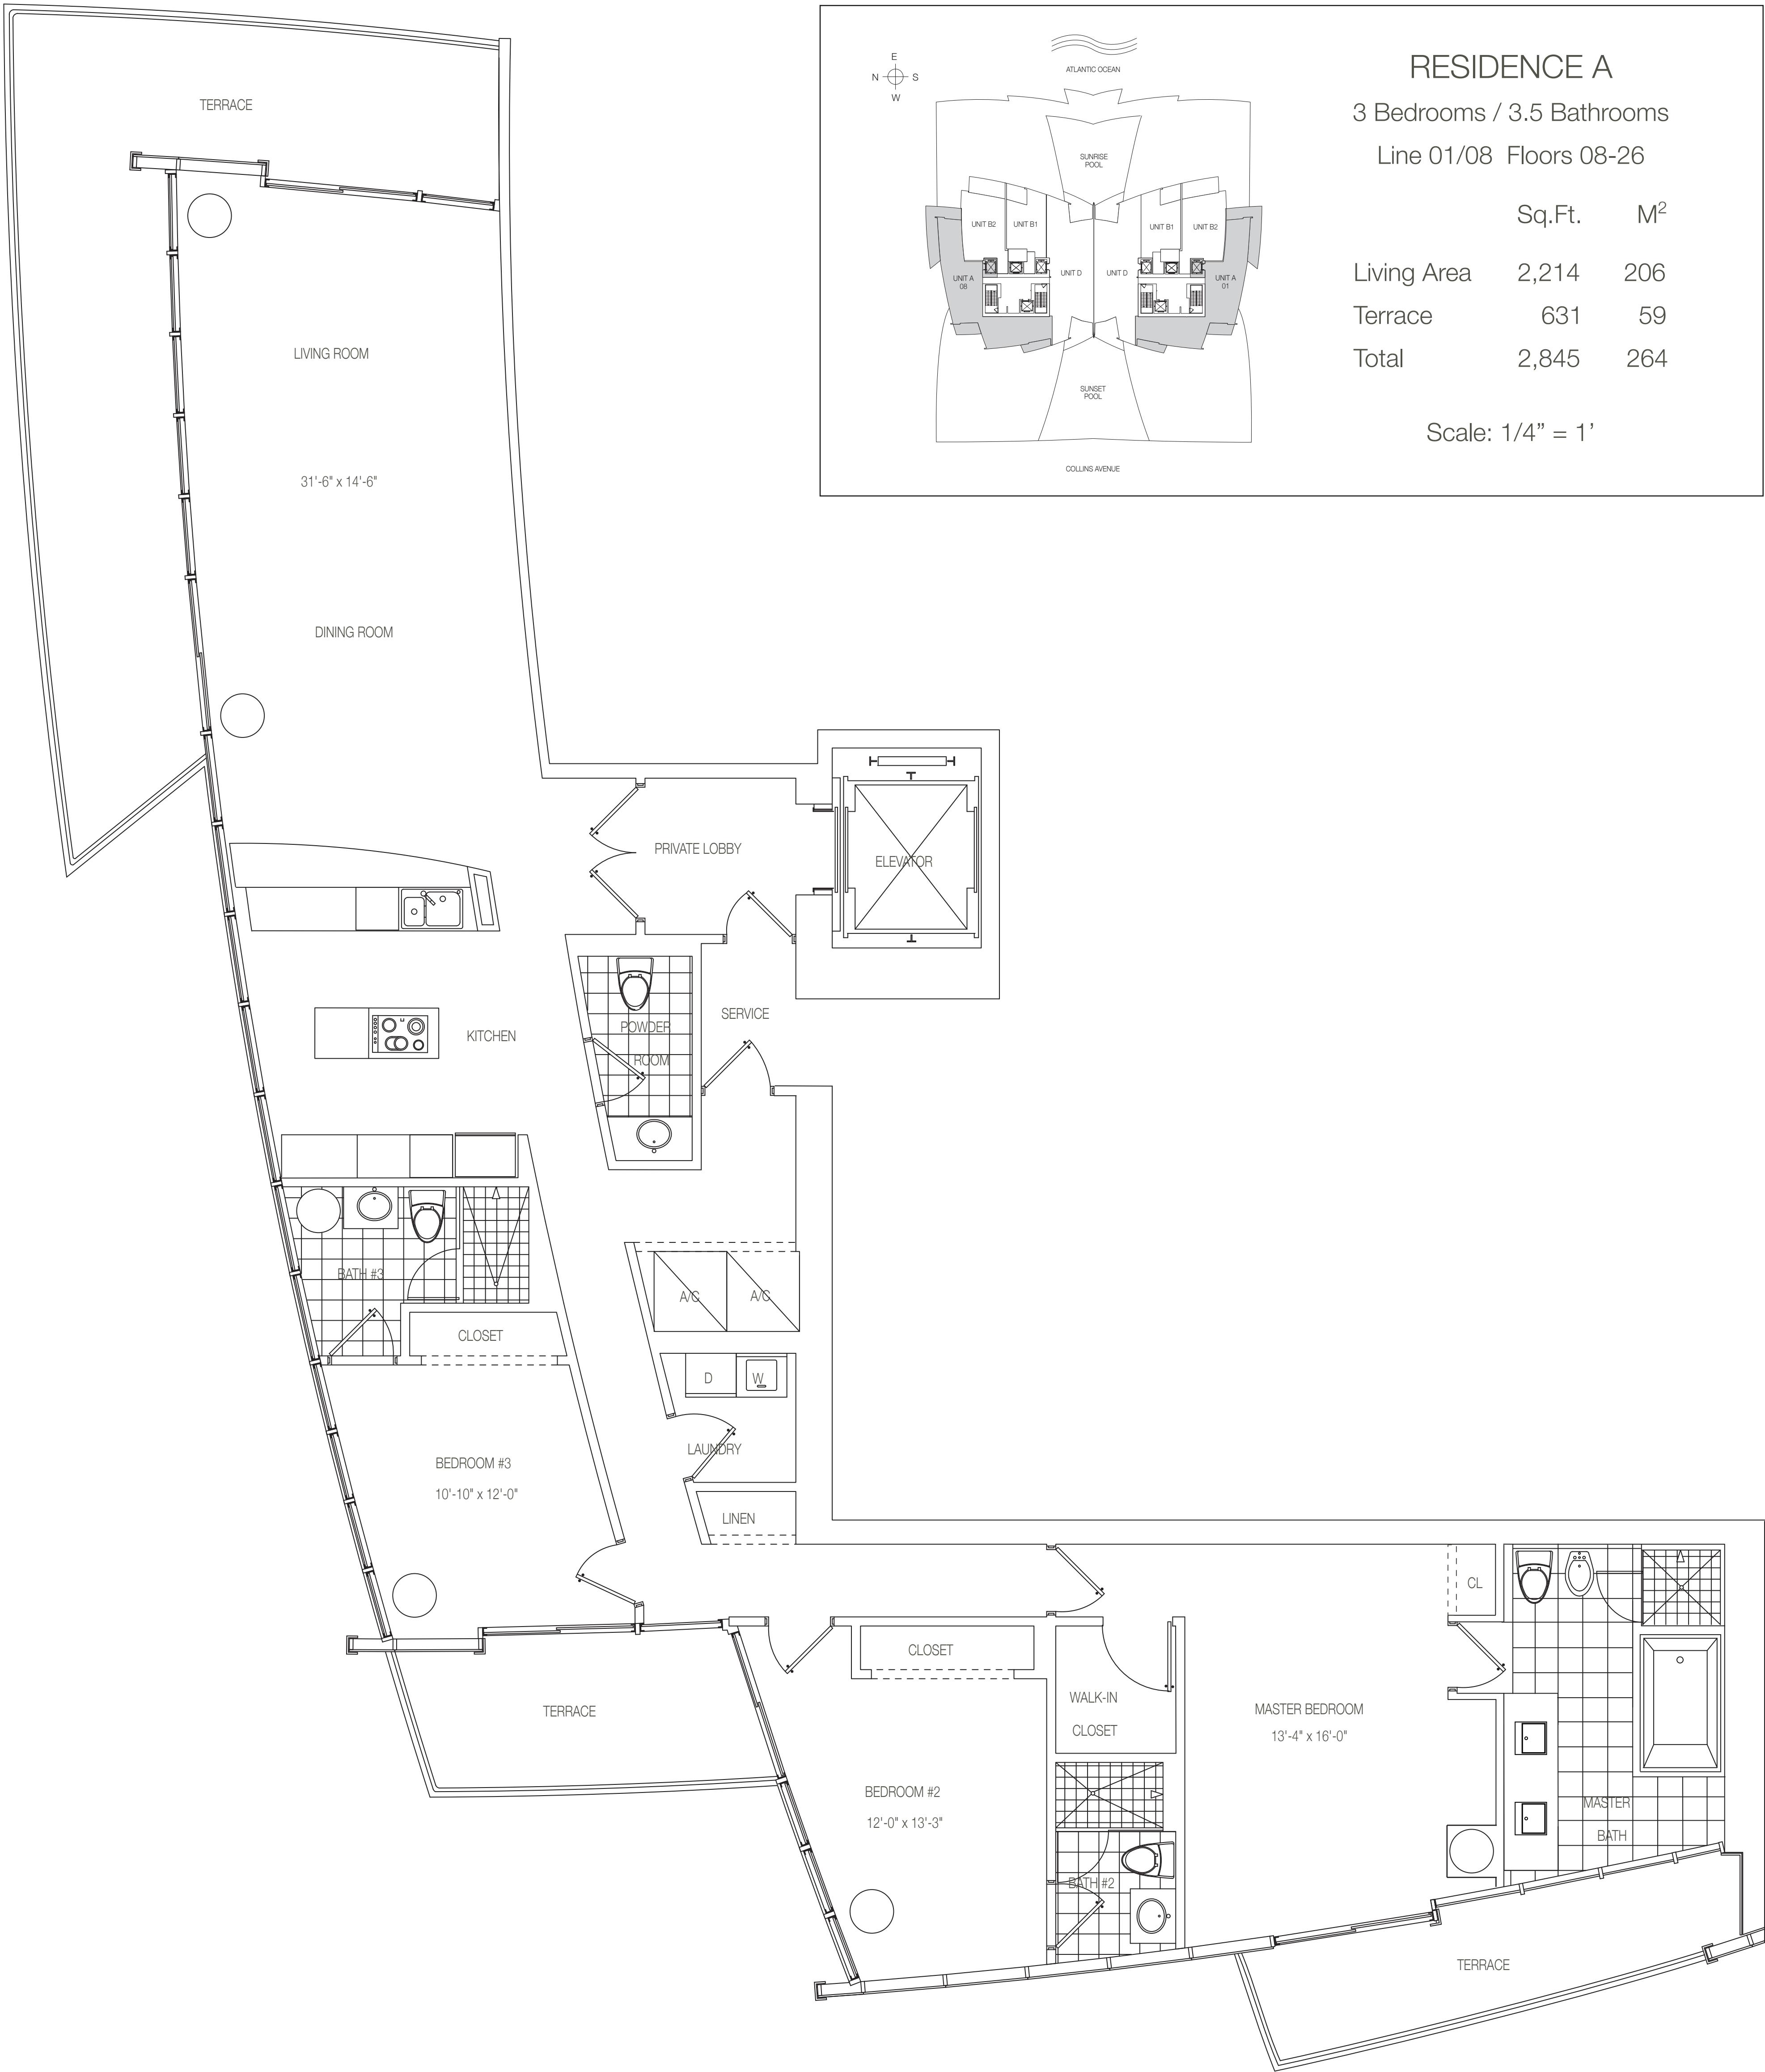 RESIDENCE A
3 Bedrooms / 3.5 Bathrooms
Line 01/08 Floors 08-26
Sq.Ft. M²
Living Area 2,214 206
Terrace 631 59
Total 2,845 264
Scale: 1/4” = 1’
E
N S
W
ATLANTIC OCEAN
SUNRISE
POOL
UNIT B2 UNIT B1
UNIT B1 UNIT B2
UNIT A
08
UNIT D
UNIT D
UNIT A
01
SUNSET
POOL
COLLINS AVENUE
TERRACE
LIVING ROOM
31'-6" x 14'-6"
DINING ROOM
PRIVATE LOBBY
ELEVATOR
SERVICE
POWDER
ROOM
KITCHEN
BATH #3
A/C
A/C
CLOSET
D
W
LAUNDRY
BEDROOM #3
10'-10" x 12'-0"
LINEN
CL
CLOSET
WALK-IN
CLOSET
TERRACE
MASTER BEDROOM
13'-4" x 16'-0"
BEDROOM #2
12'-0" x 13'-3"
MASTER
BATH
BATH #2
TERRACE